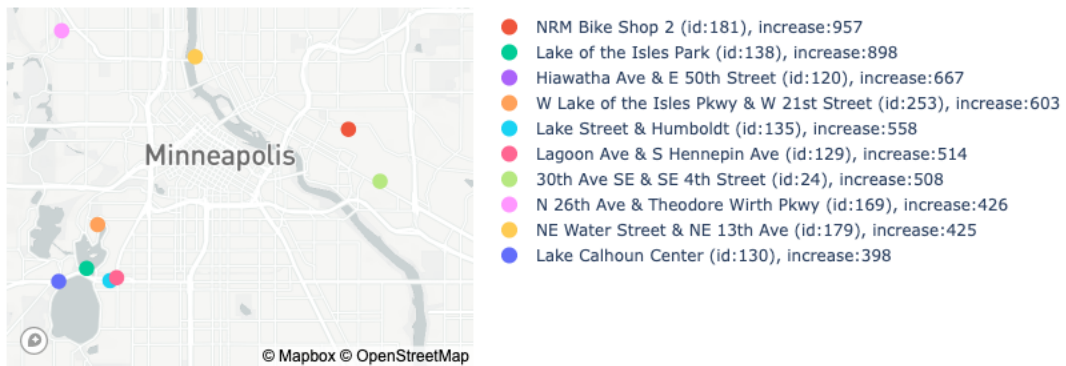 Minneapolis
© Mapbox © OpenStreetMap
NRM Bike Shop 2 (id:181), increase:957
Lake of the Isles Park (id:138), increase:898
Hiawatha Ave & E 50th Street (id:120), increase:667
W Lake of the Isles Pkwy & W 21st Street (id:253), increase:603
Lake Street & Humboldt (id:135), increase:558
Lagoon Ave & S Hennepin Ave (id:129), increase:514
30th Ave SE & SE 4th Street (id:24), increase:508
N 26th Ave & Theodore Wirth Pkwy (id:169), increase:426
NE Water Street & NE 13th Ave (id:179), increase:425
Lake Calhoun Center (id:130), increase:398